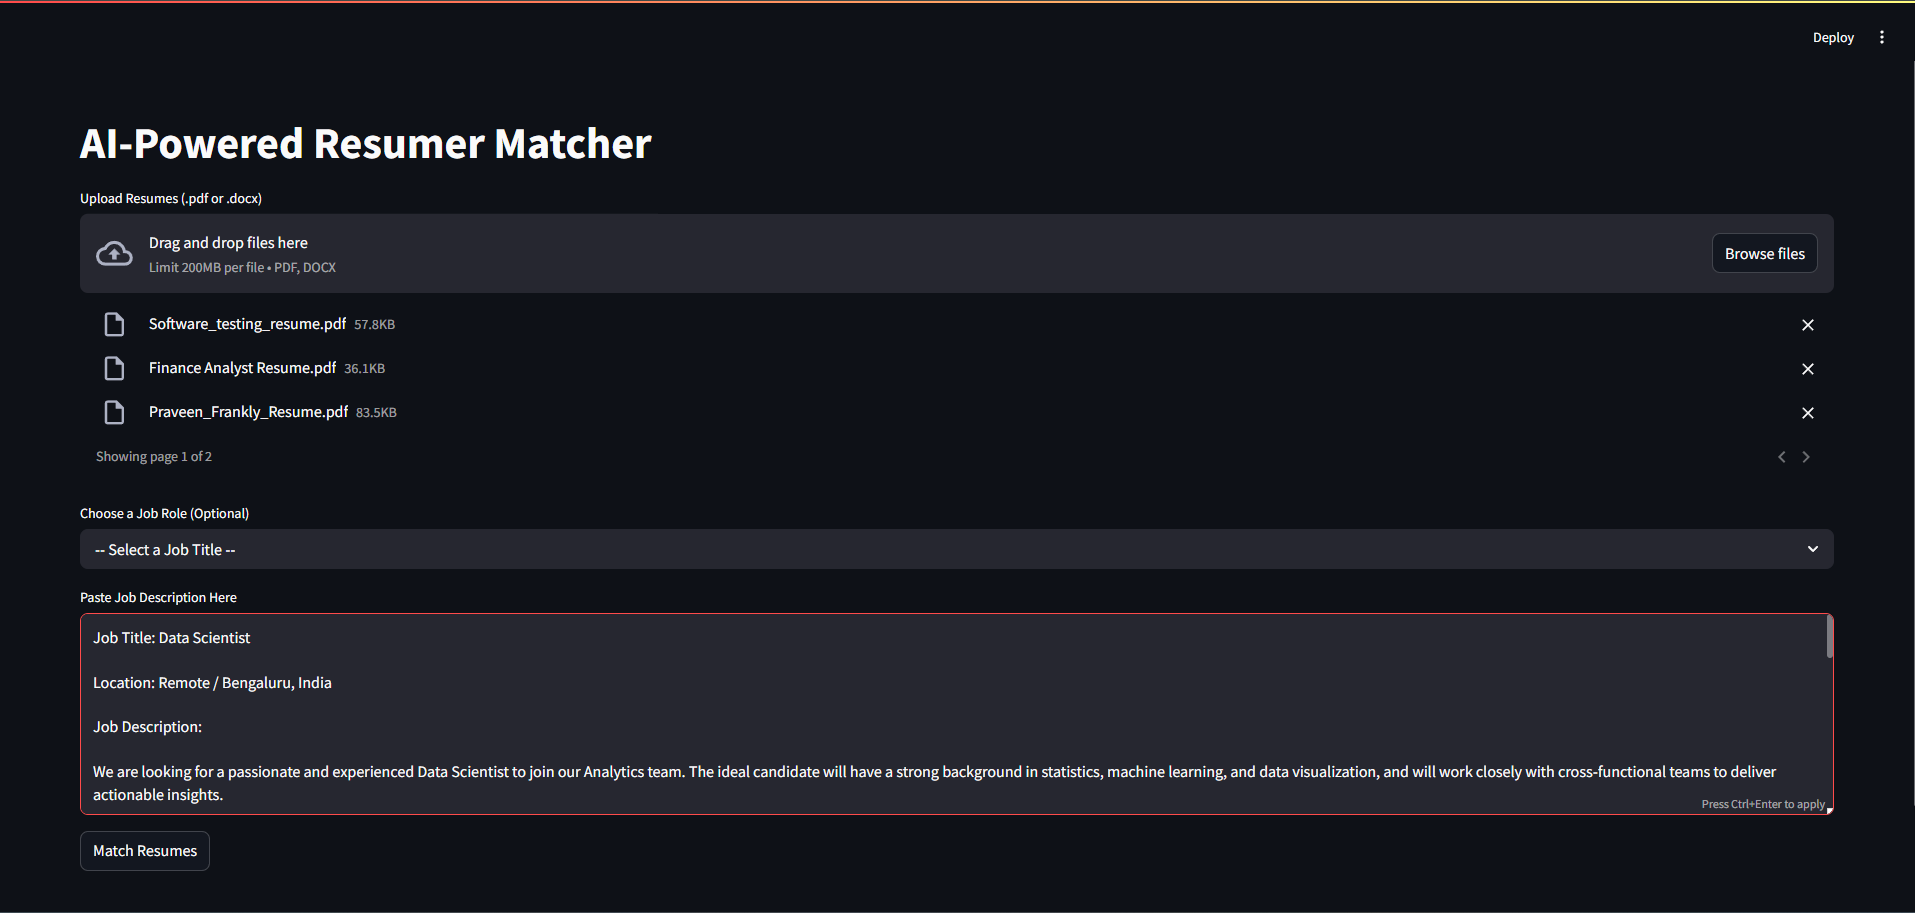 Deploy
AI-Powered Resumer Matcher
Upload Resumes (.pdf or .docx)
Drag and drop files here
Limit 200MB per file • PDF, DOCX
Browse files
Software_testing_resume.pdf 57.8KB
Finance Analyst Resume.pdf 36.1KB
Praveen_Frankly_Resume.pdf 83.5KB
Showing page 1 of 2
Choose a Job Role (Optional)
-- Select a Job Title --
Paste Job Description Here
Job Title: Data Scientist
Location: Remote / Bengaluru, India
Job Description:
We are looking for a passionate and experienced Data Scientist to join our Analytics team. The ideal candidate will have a strong background in statistics, machine learning, and data visualization, and will work closely with cross-functional teams to deliver
actionable insights.
Press Ctrl+Enter to apply
Match Resumes